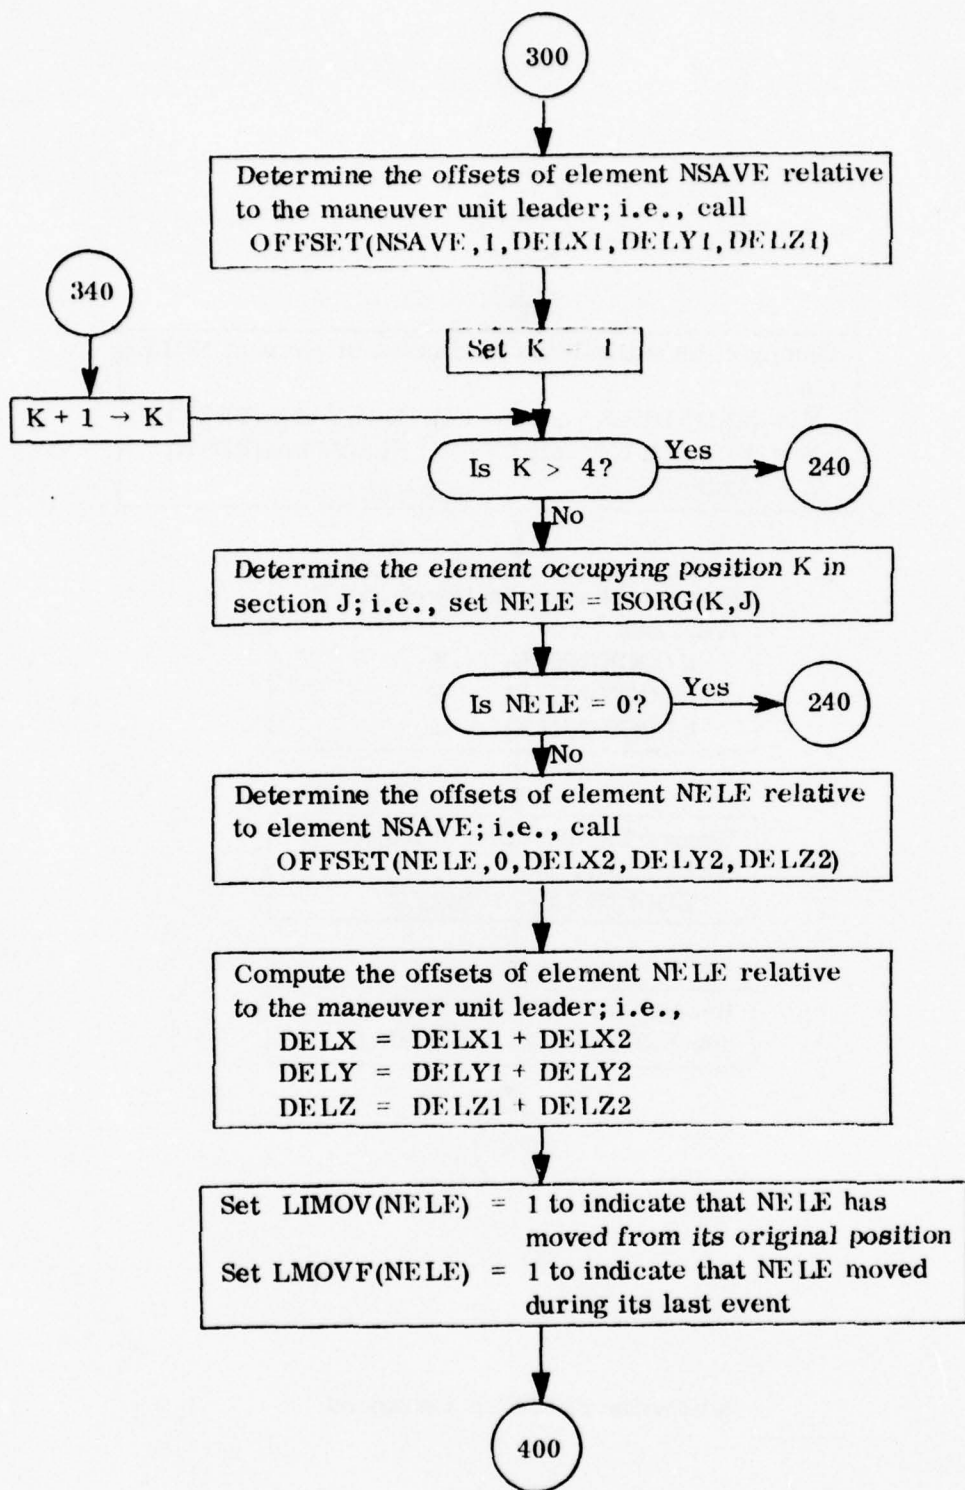 300
Determine the offsets of element NSAVE relative
to the maneuver unit leader; i.e., call
OFFSET(NSAVE,1,DELX1,DELY1,DELZ1)
340
Set K - 1
K + 1 → K
Is K > 4?
Yes
240
No
Determine the element occupying position K in
section J; i.e., set NELE = ISORG(K,J)
Is NELE = 0?
Yes
240
No
Determine the offsets of element NELE relative
to element NSAVE; i.e., call
OFFSET(NELE,0,DELX2,DELY2,DELZ2)
Compute the offsets of element NELE relative
to the maneuver unit leader; i.e.,
DELX = DELX1 + DELX2
DELY = DELY1 + DELY2
DELZ = DELZ1 + DELZ2
Set LIMOV(NELE) = 1 to indicate that NELE has
moved from its original position
Set LMOVF(NELE) = 1 to indicate that NELE moved
during its last event
400